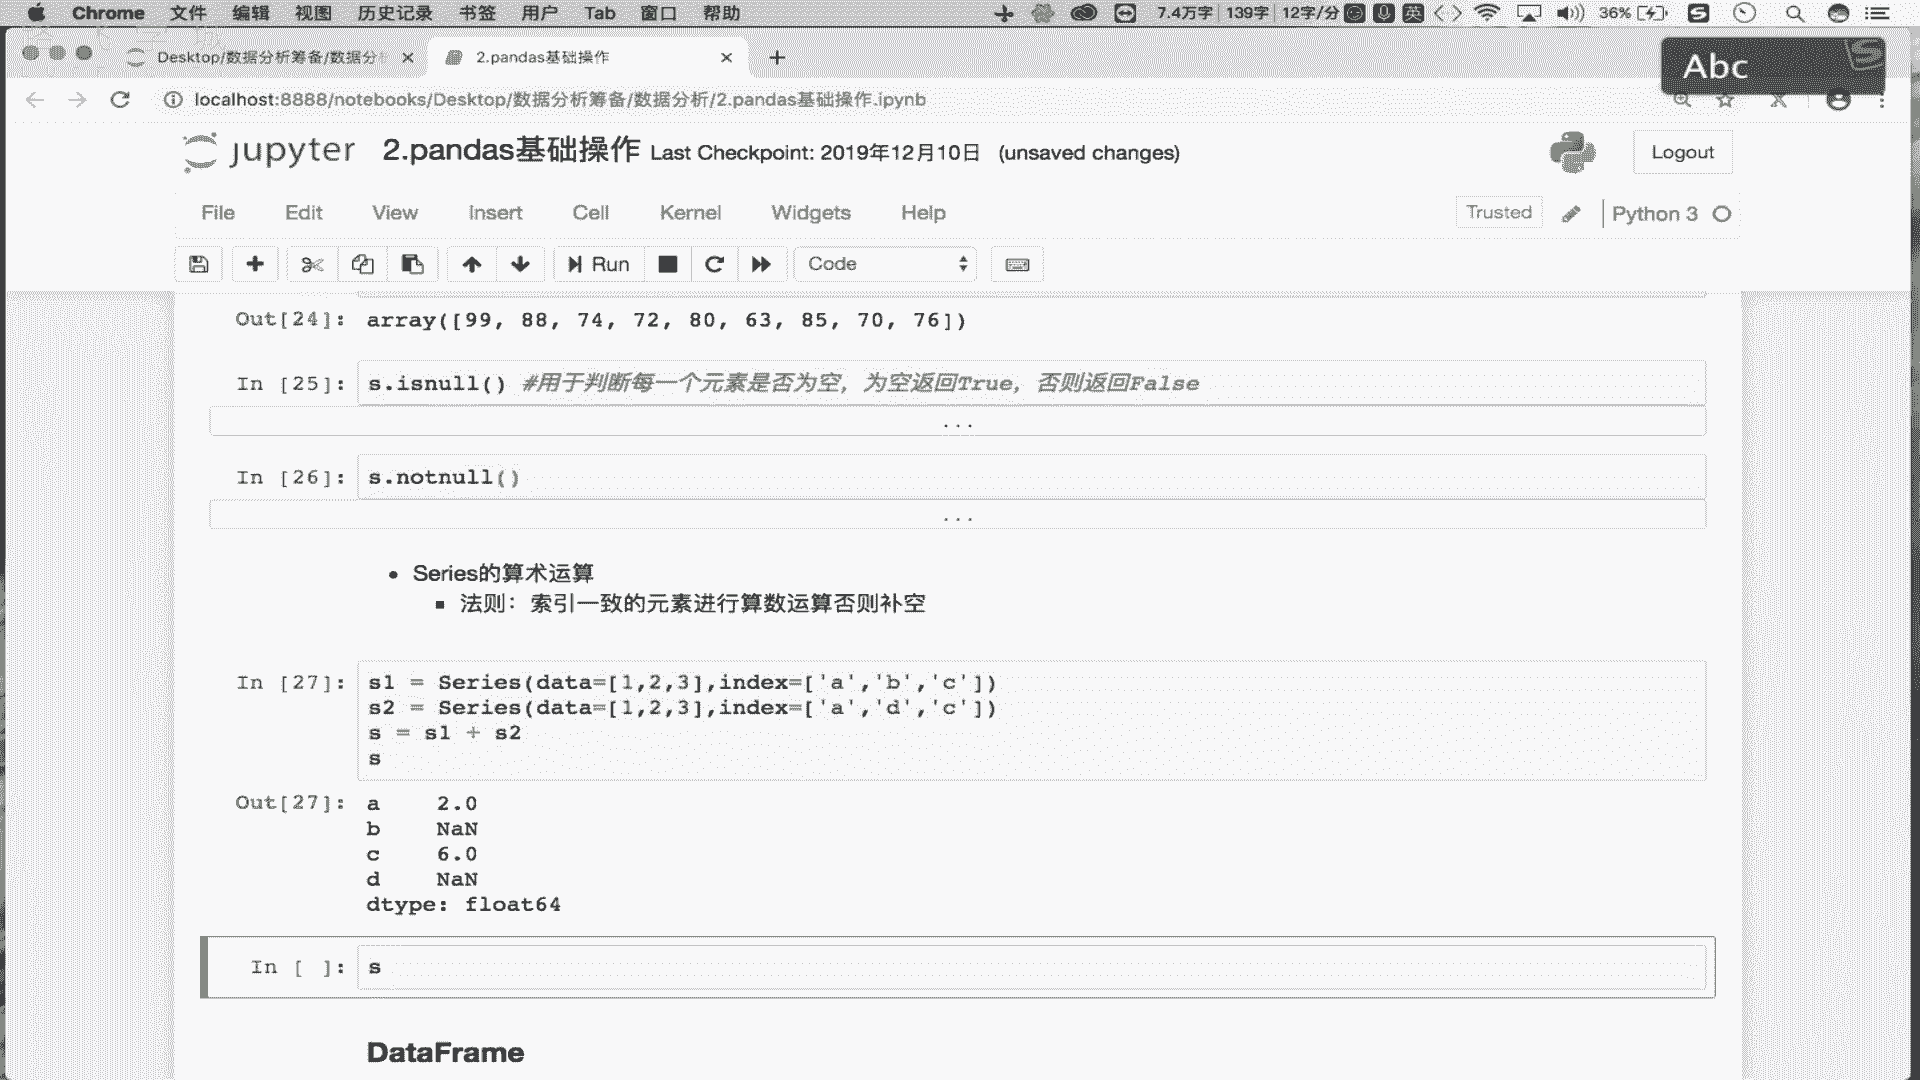 Chrome 文件 编辑 视图 历史记录 书签 用户 Tab 窗口 帮助 7.4万字 139字 12字/分 英 36%
Desktop/数据分析筹备/数据分析 2.pandas基础操作
Abc
localhost:8888/notebooks/Desktop/数据分析筹备/数据分析/2.pandas基础操作.ipynb
jupyter 2.pandas基础操作 Last Checkpoint: 2019年12月10日 (unsaved changes) Logout
File Edit View Insert Cell Kernel Widgets Help Trusted Python 3
Run Code
Out[24]: array([99, 88, 74, 72, 80, 63, 85, 70, 76])
In [25]: s.isnull() #用于判断每一个元素是否为空，为空返回True，否则返回False
...
In [26]: s.notnull()
...
Series的算术运算
法则：索引一致的元素进行算数运算否则补空
In [27]: s1 = Series(data=[1,2,3],index=['a','b','c'])
s2 = Series(data=[1,2,3],index=['a','d','c'])
s = s1 + s2
s
Out[27]: a 2.0
b NaN
c 6.0
d NaN
dtype: float64
In [ ]: s
DataFrame